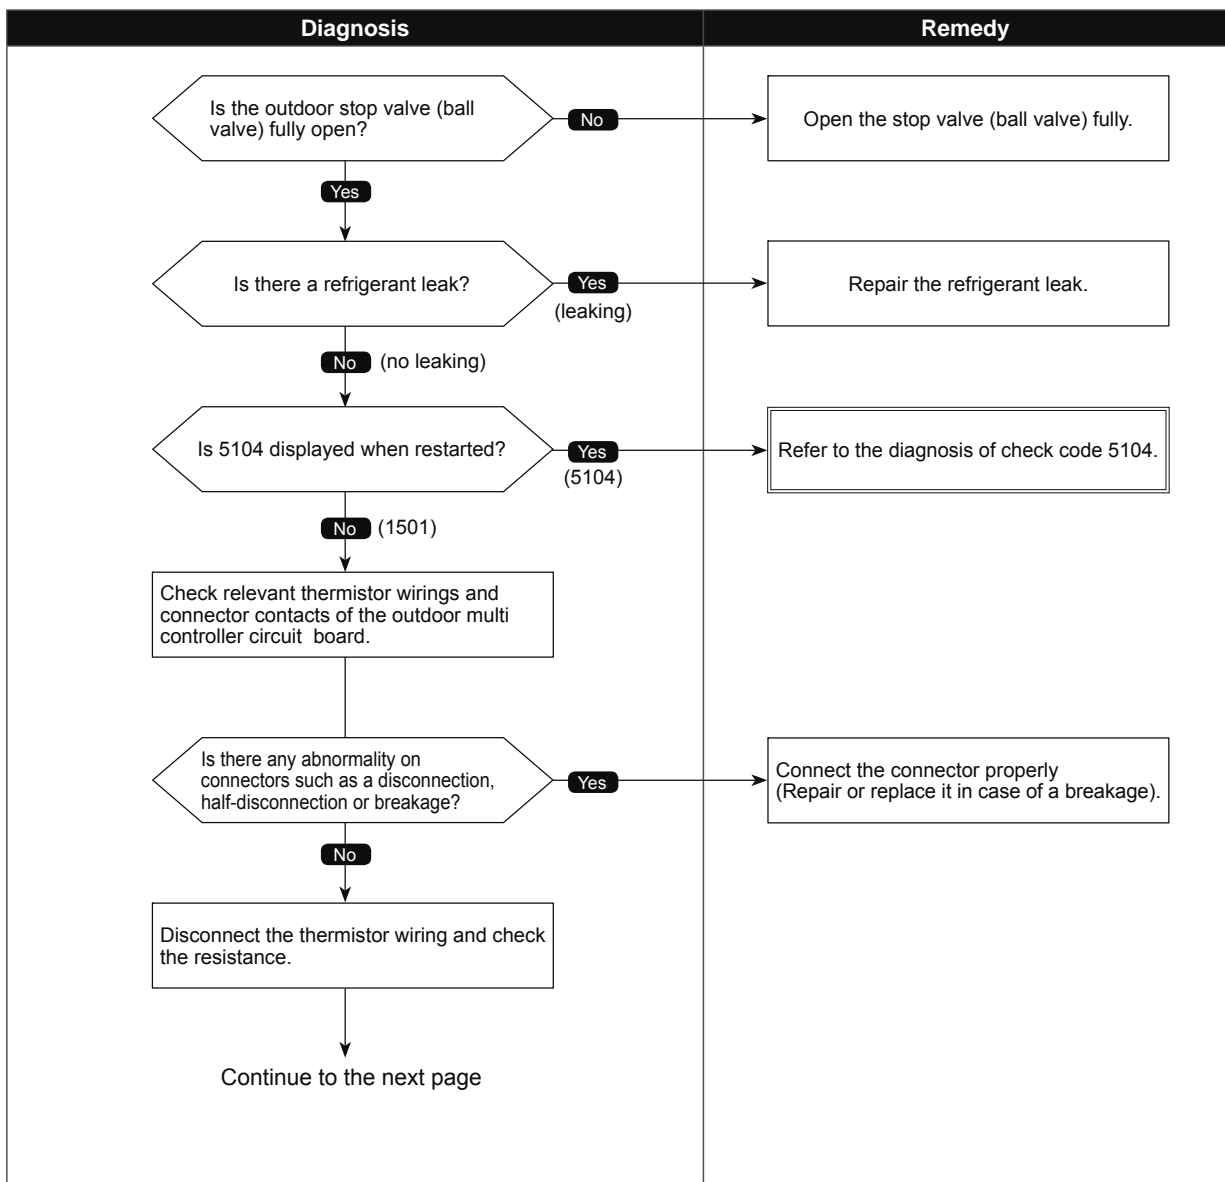 Diagnosis
Remedy
Is the outdoor stop valve (ball
valve) fully open?
No
Open the stop valve (ball valve) fully.
Yes
Is there a refrigerant leak?
Yes
(leaking)
Repair the refrigerant leak.
No (no leaking)
Is 5104 displayed when restarted?
Yes
(5104)
Refer to the diagnosis of check code 5104.
No (1501)
Check relevant thermistor wirings and
connector contacts of the outdoor multi
controller circuit board.
Is there any abnormality on
connectors such as a disconnection,
half-disconnection or breakage?
Yes
Connect the connector properly
(Repair or replace it in case of a breakage).
No
Disconnect the thermistor wiring and check
the resistance.
Continue to the next page